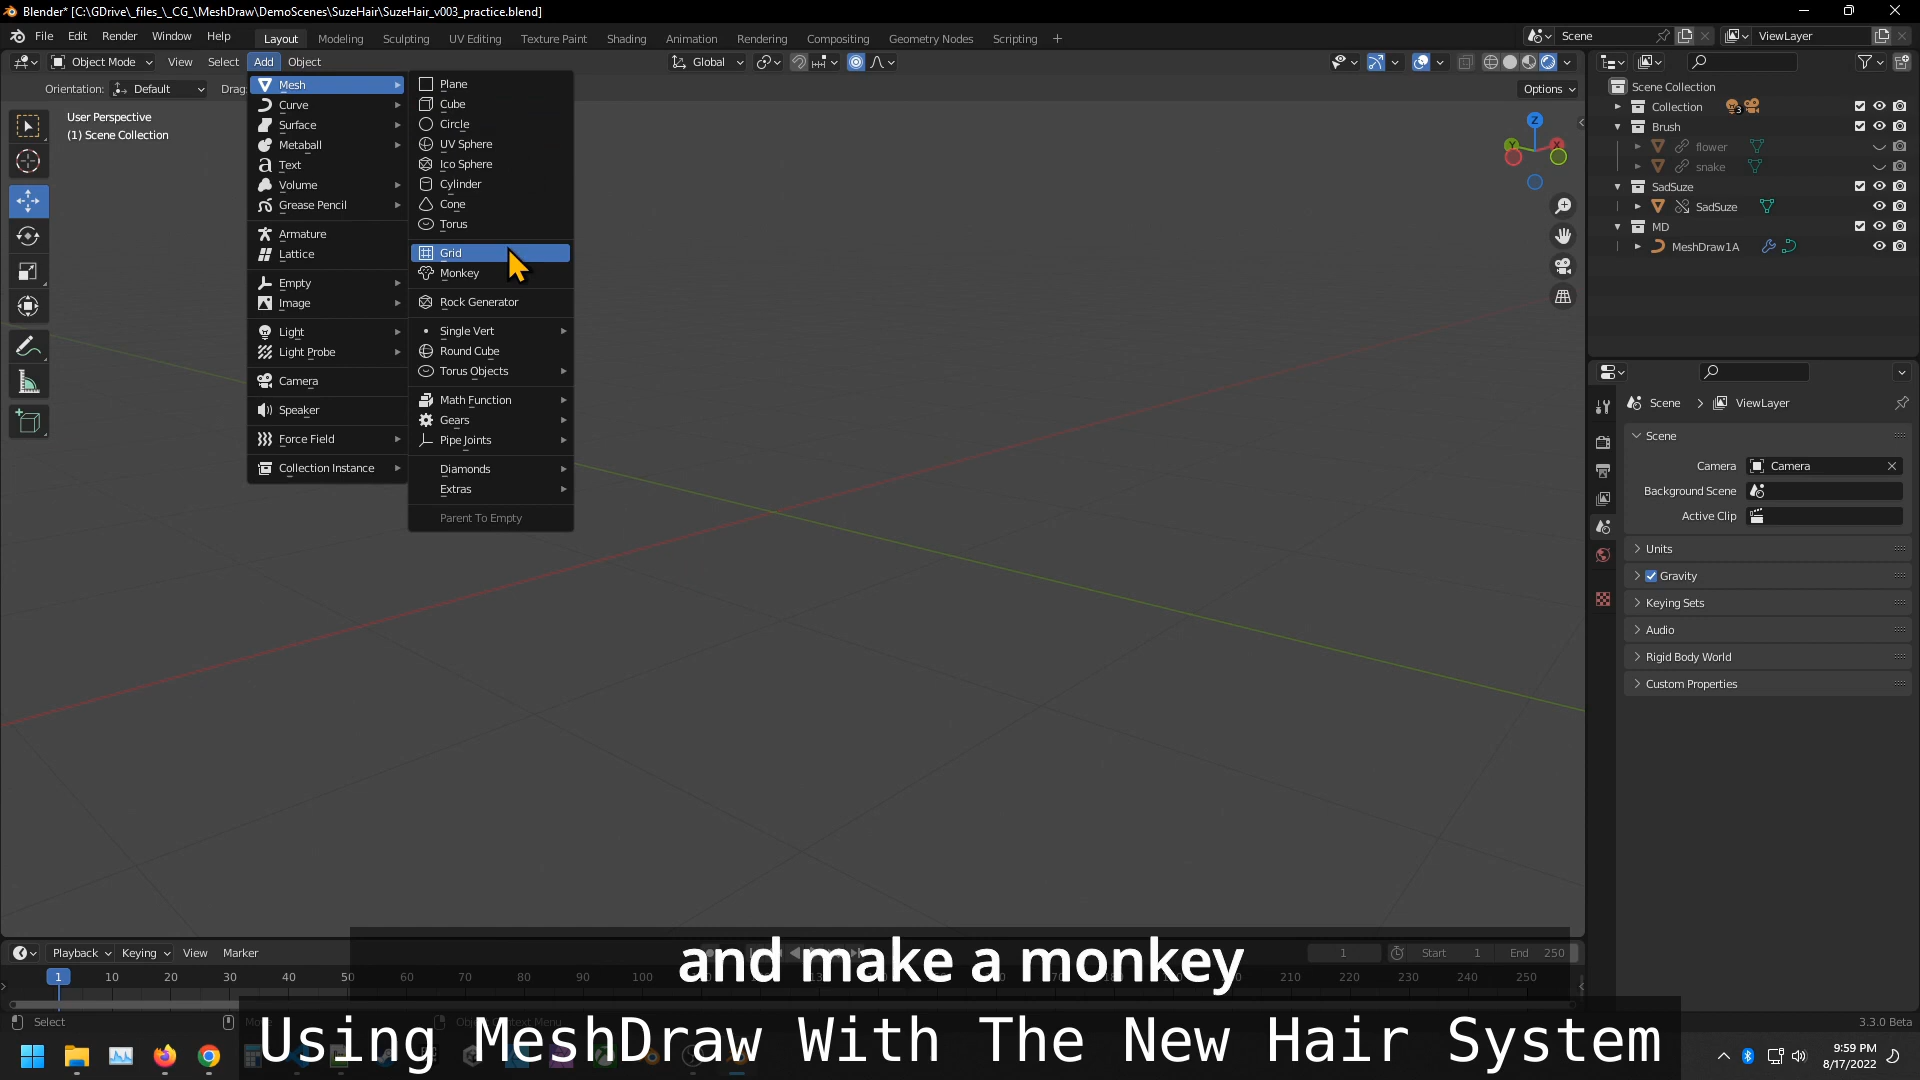 Blender* [C:\GDrive\_files_\_CG_\MeshDraw\DemoScenes\SuzeHair\SuzeHair_v003_practice.blend]
File Edit Render Window Help Layout Modeling Sculpting UV Editing Texture Paint Shading Animation Rendering Compositing Geometry Nodes Scripting + Scene ViewLayer
Object Mode View Select Add Object Global
Orientation: Default Drag: Options
User Perspective
(1) Scene Collection
Mesh
Curve
Surface
Metaball
Text
Volume
Grease Pencil
Armature
Lattice
Empty
Image
Light
Light Probe
Camera
Speaker
Force Field
Collection Instance
Plane
Cube
Circle
UV Sphere
Ico Sphere
Cylinder
Cone
Torus
Grid
Monkey
Rock Generator
Single Vert
Round Cube
Torus Objects
Math Function
Gears
Pipe Joints
Diamonds
Extras
Parent To Empty
Z
Y X
Scene Collection
Collection 3
Brush
flower
snake
SadSuze
SadSuze
MD
MeshDraw1A
Scene > ViewLayer
Scene
Camera Camera
Background Scene
Active Clip
Units
Gravity
Keying Sets
Audio
Rigid Body World
Custom Properties
Playback Keying View Marker 1 Start 1 End 250
1 10 20 30 40 50 60 70 80 90 100 210 220 230 240 250
and make a monkey
Select 3.3.0 Beta
Using MeshDraw With The New Hair System
9:59 PM
8/17/2022